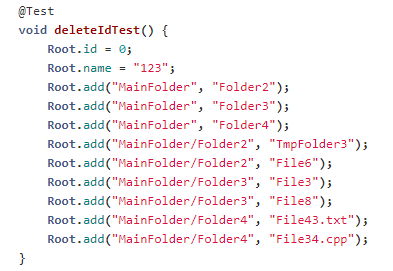 @Test
void deleteIdTest() {
    Root.id = 0;
    Root.name = "123";
    Root.add("MainFolder", "Folder2");
    Root.add("MainFolder", "Folder3");
    Root.add("MainFolder", "Folder4");
    Root.add("MainFolder/Folder2", "TmpFolder3");
    Root.add("MainFolder/Folder2", "File6");
    Root.add("MainFolder/Folder3", "File3");
    Root.add("MainFolder/Folder3", "File8");
    Root.add("MainFolder/Folder4", "File43.txt");
    Root.add("MainFolder/Folder4", "File34.cpp");
}